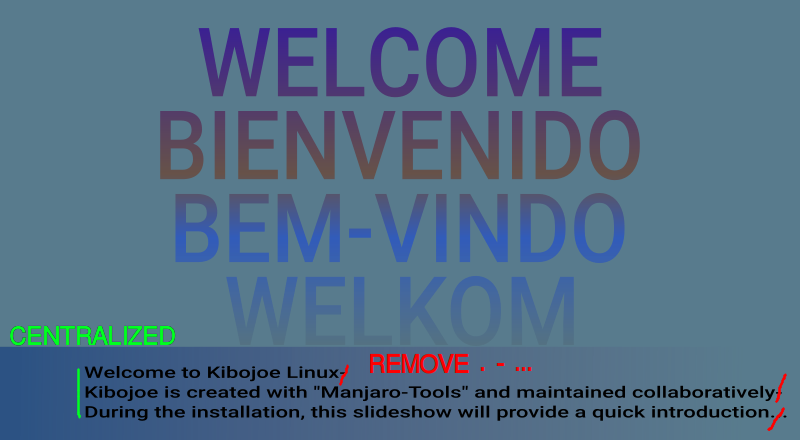 WELCOME
BIENVENIDO
BEM-VINDO
WELKOM
CENTRALIZED
REMOVE . - ...
Welcome to Kibojoe Linux-
Kibojoe is created with "Manjaro-Tools" and maintained collaboratively-
During the installation, this slideshow will provide a quick introduction...